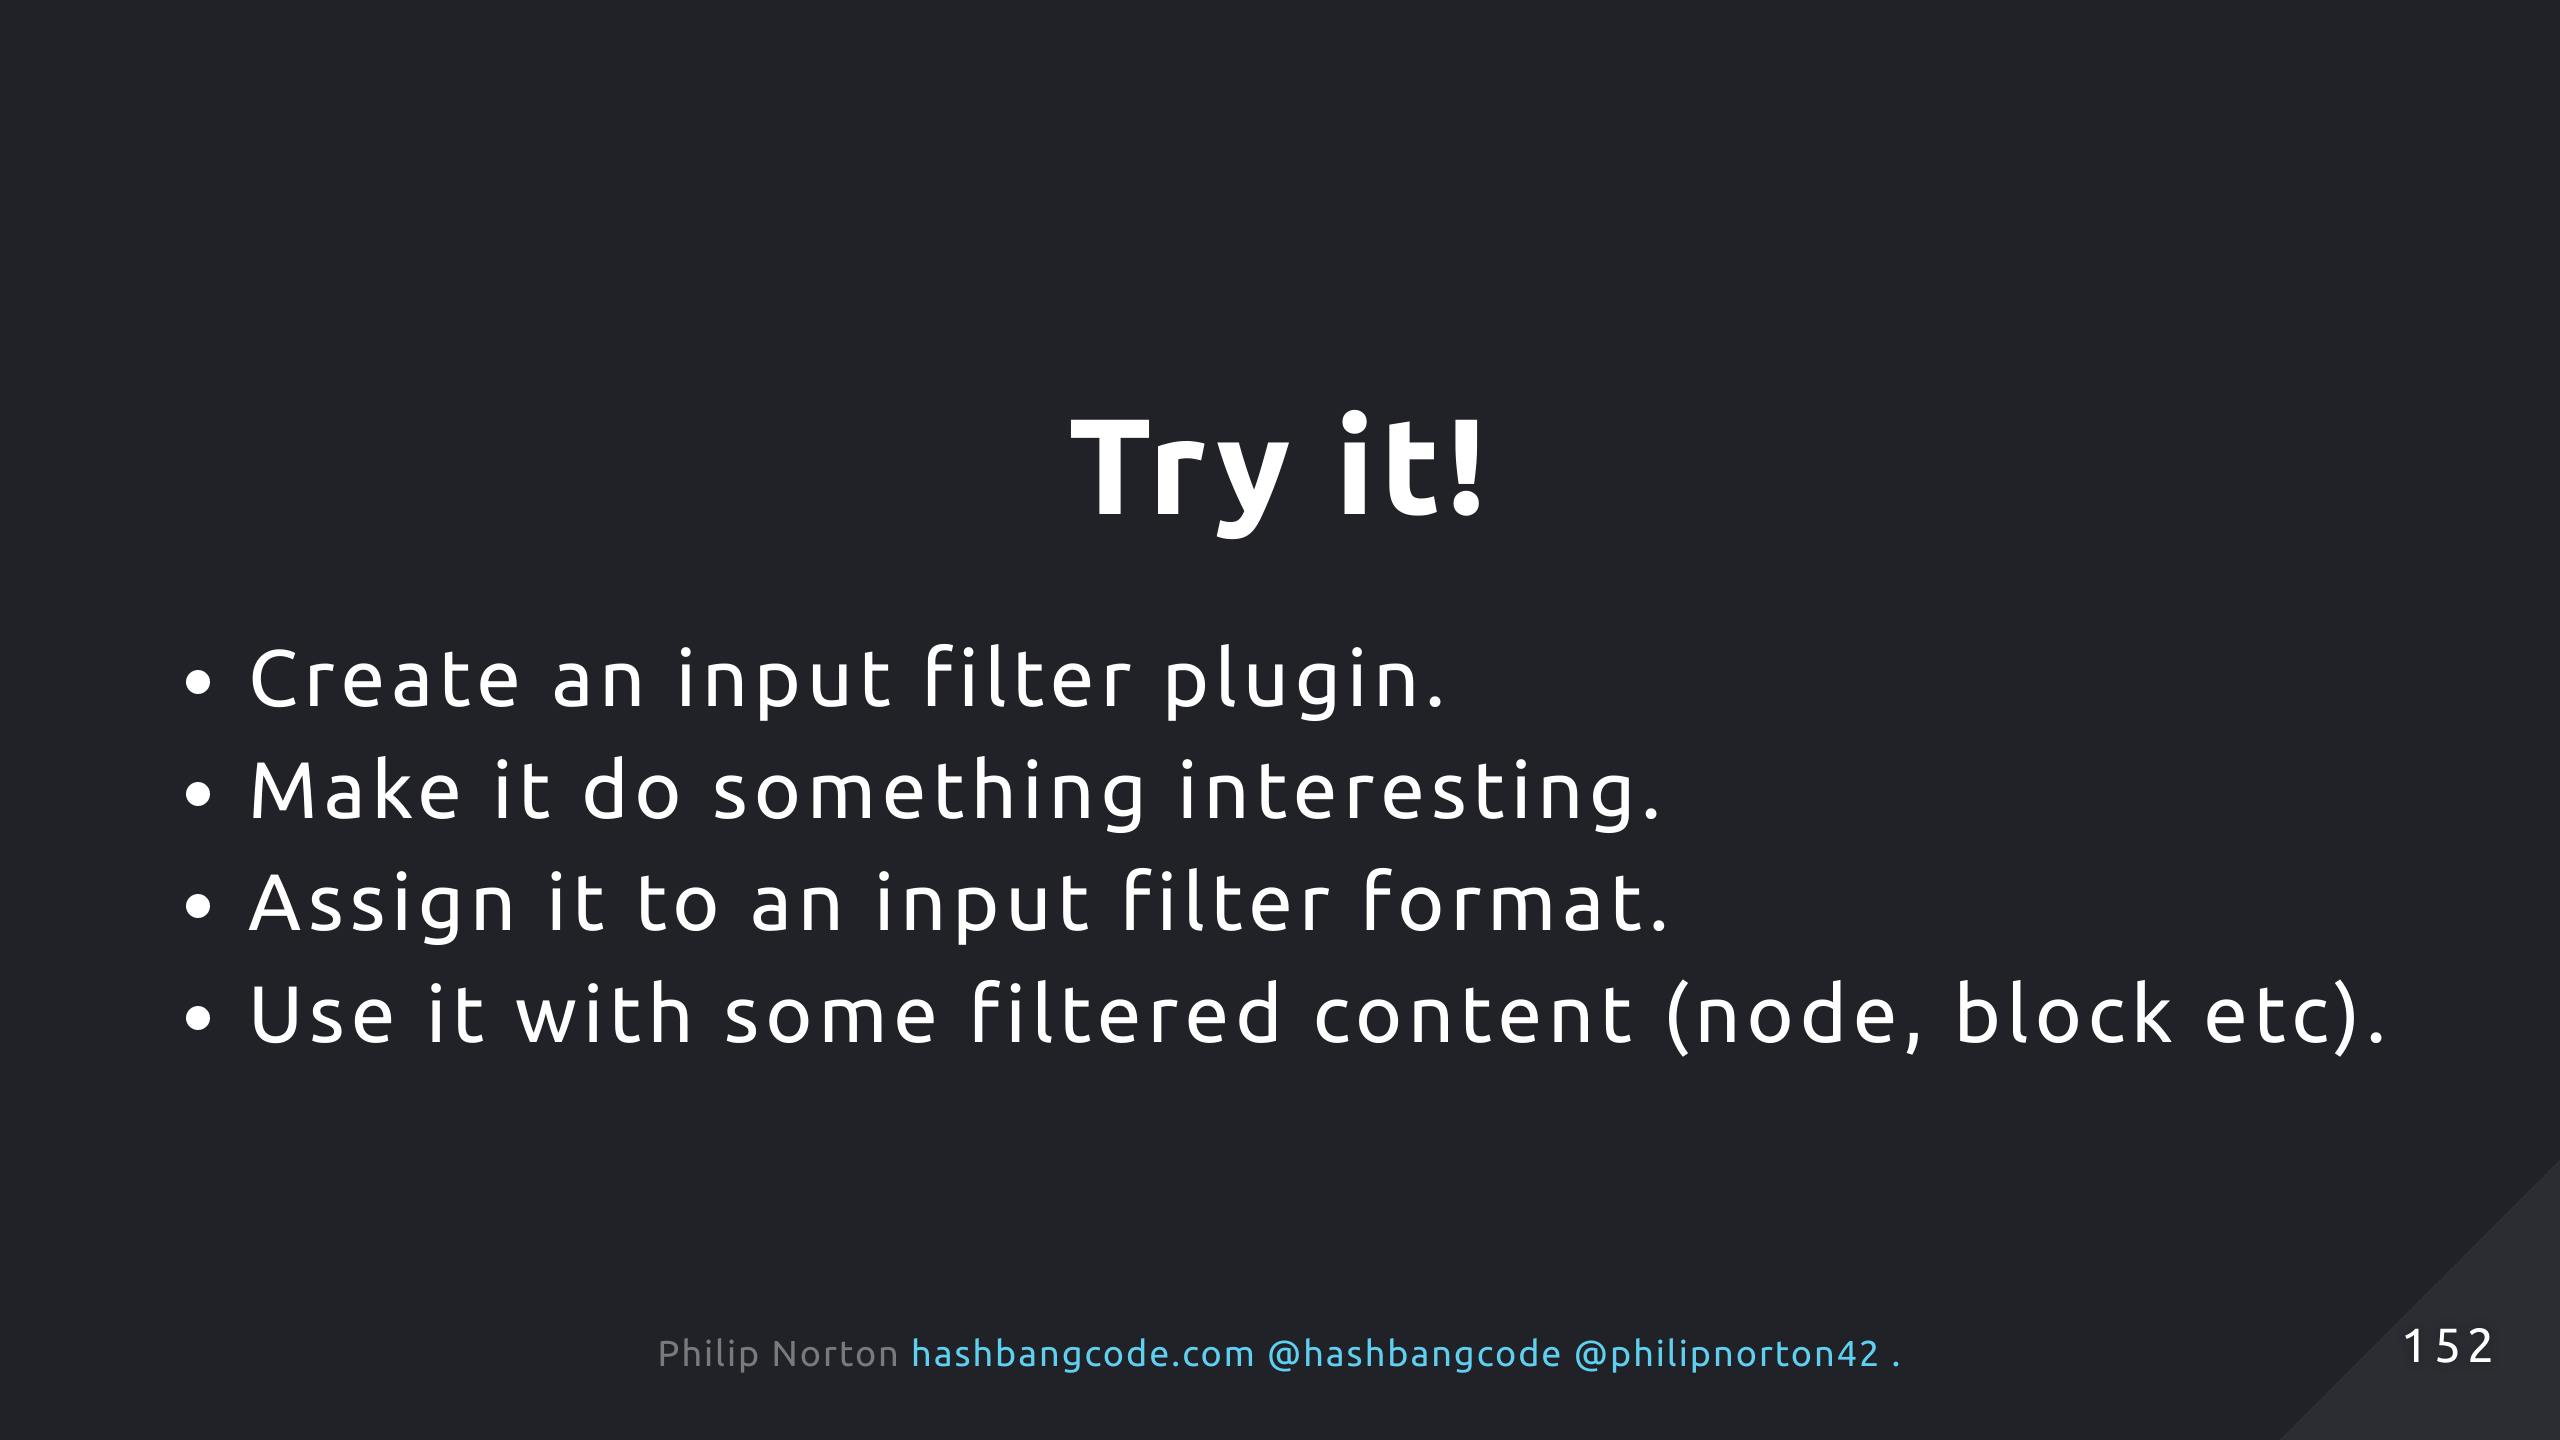 Try it!
• Create an input filter plugin.
• Make it do something interesting.
• Assign it to an input filter format.
• Use it with some filtered content (node, block etc).
Philip Norton hashbangcode.com @hashbangcode @philipnorton42 .
152